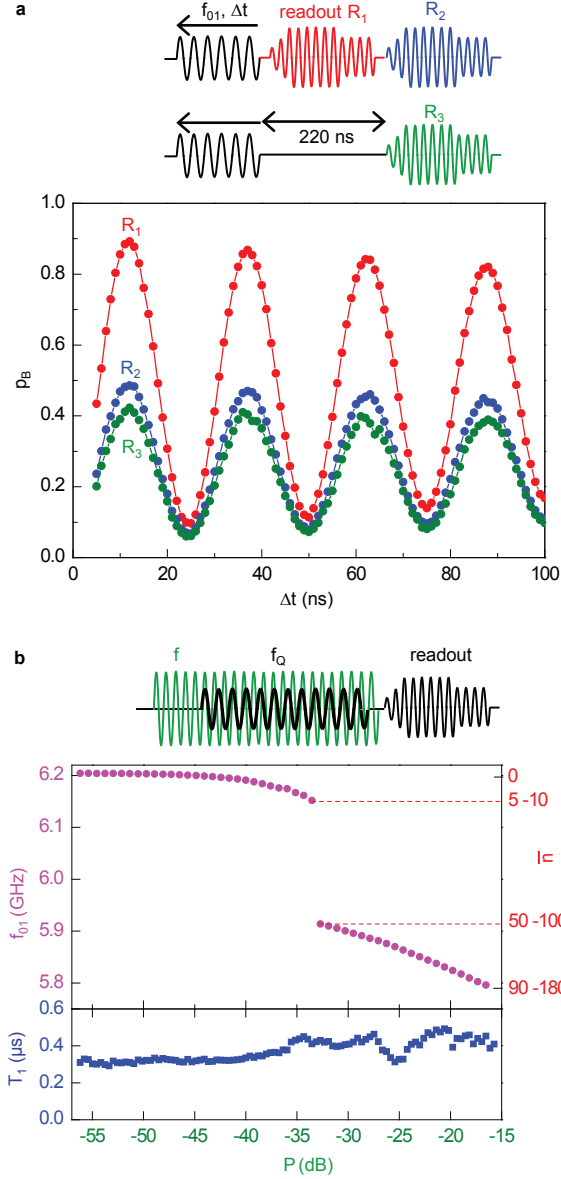 a
f01, Δt
readout R1
R2
R3
220 ns
1.0
0.8
0.6
0.4
0.2
0.0
pB
R1
R2
R3
0
20
40
60
80
100
Δt (ns)
b
f
fQ
readout
6.2
6.1
6.0
5.9
5.8
f01 (GHz)
0
5 -10
50 -100
90 -180
n̅
0.6
0.4
0.2
0.0
T1 (µs)
-55
-50
-45
-40
-35
-30
-25
-20
-15
P (dB)